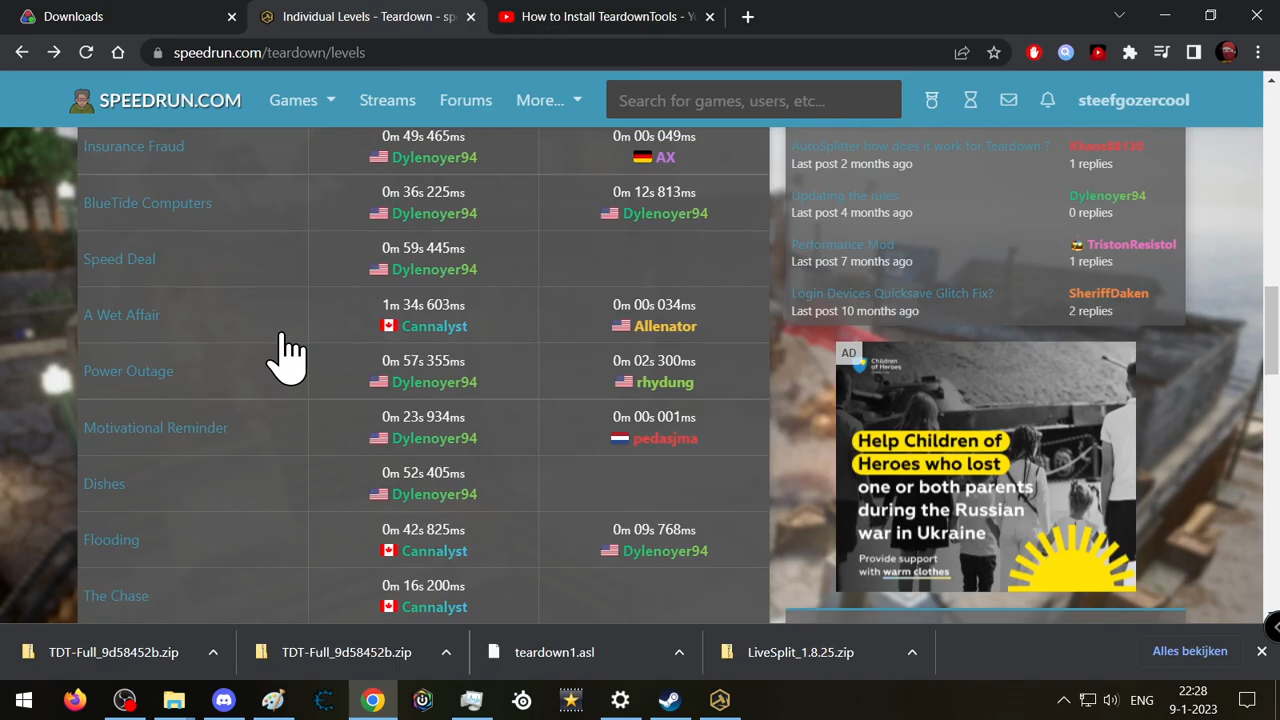 Downloads
Individual Levels - Teardown - sp
How to Install TeardownTools - Y
speedrun.com/teardown/levels
SPEEDRUN.COM
Games
Streams
Forums
More...
Search for games, users, etc...
steefgozercool
Insurance Fraud
0m 49s 465ms
Dylenoyer94
0m 00s 049ms
AX
BlueTide Computers
0m 36s 225ms
Dylenoyer94
0m 12s 813ms
Dylenoyer94
Speed Deal
0m 59s 445ms
Dylenoyer94
A Wet Affair
1m 34s 603ms
Cannalyst
0m 00s 034ms
Allenator
Power Outage
0m 57s 355ms
Dylenoyer94
0m 02s 300ms
rhydung
Motivational Reminder
0m 23s 934ms
Dylenoyer94
0m 00s 001ms
pedasjma
Dishes
0m 52s 405ms
Dylenoyer94
Flooding
0m 42s 825ms
Cannalyst
0m 09s 768ms
Dylenoyer94
The Chase
0m 16s 200ms
Cannalyst
AutoSplitter how does it work for Teardown ?
Last post 2 months ago
1 replies
Updating the rules
Dylenoyer94
Last post 4 months ago
0 replies
Performance Mod
TristonResistol
Last post 7 months ago
1 replies
Login Devices Quicksave Glitch Fix?
SheriffDaken
Last post 10 months ago
2 replies
AD
Children of
Heroes
Help Children of
Heroes who lost
one or both parents
during the Russian
war in Ukraine
Provide support
with warm clothes
TDT-Full_9d58452b.zip
TDT-Full_9d58452b.zip
teardown1.asl
LiveSplit_1.8.25.zip
Alles bekijken
ENG
22:28
9-1-2023